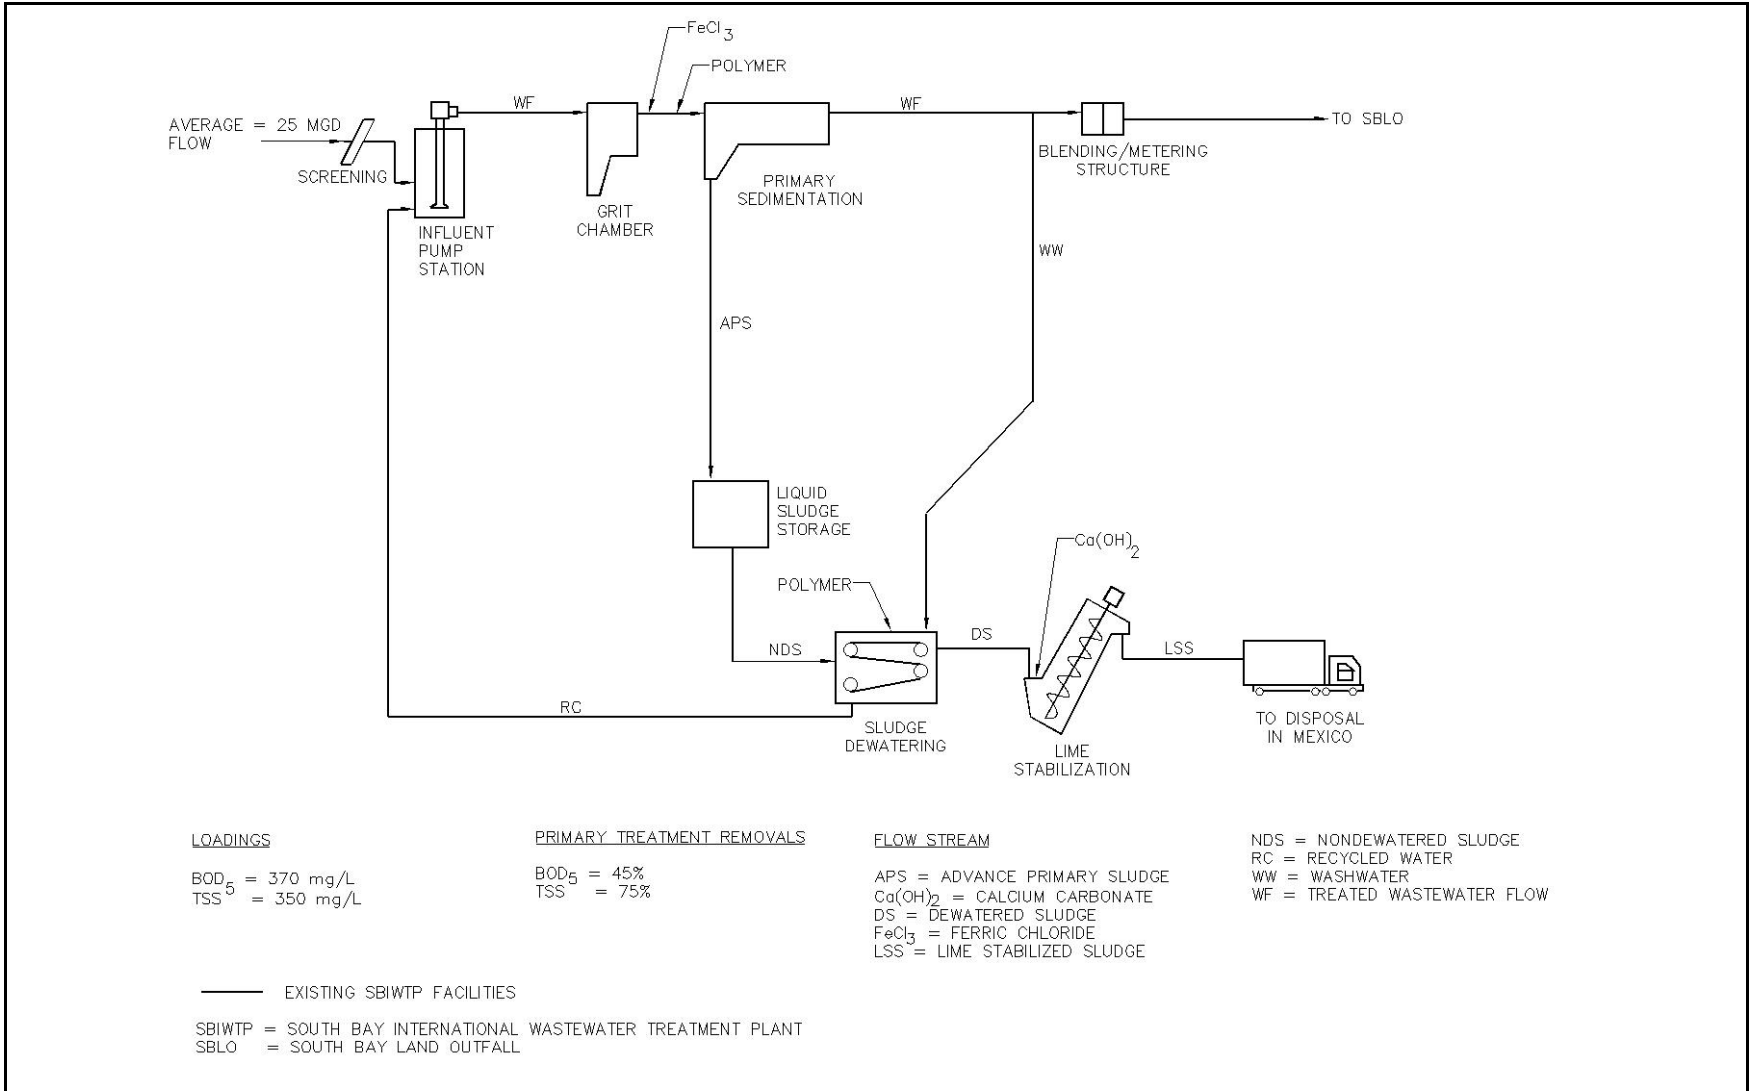 FeCl3
POLYMER
WF
WF
AVERAGE = 25 MGD
FLOW
TO SBLO
SCREENING
BLENDING/METERING
STRUCTURE
PRIMARY
SEDIMENTATION
GRIT
CHAMBER
INFLUENT
PUMP
STATION
WW
APS
LIQUID
SLUDGE
STORAGE
Ca(OH)2
POLYMER
NDS
DS
LSS
RC
SLUDGE
DEWATERING
LIME
STABILIZATION
TO DISPOSAL
IN MEXICO
LOADINGS
BOD5 = 370 mg/L
TSS = 350 mg/L
PRIMARY TREATMENT REMOVALS
BOD5 = 45%
TSS = 75%
FLOW STREAM
APS = ADVANCE PRIMARY SLUDGE
Ca(OH)2 = CALCIUM CARBONATE
DS = DEWATERED SLUDGE
FeCl3 = FERRIC CHLORIDE
LSS = LIME STABILIZED SLUDGE
NDS = NONDEWATERED SLUDGE
RC = RECYCLED WATER
WW = WASHWATER
WF = TREATED WASTEWATER FLOW
EXISTING SBIWTP FACILITIES
SBIWTP = SOUTH BAY INTERNATIONAL WASTEWATER TREATMENT PLANT
SBLO = SOUTH BAY LAND OUTFALL